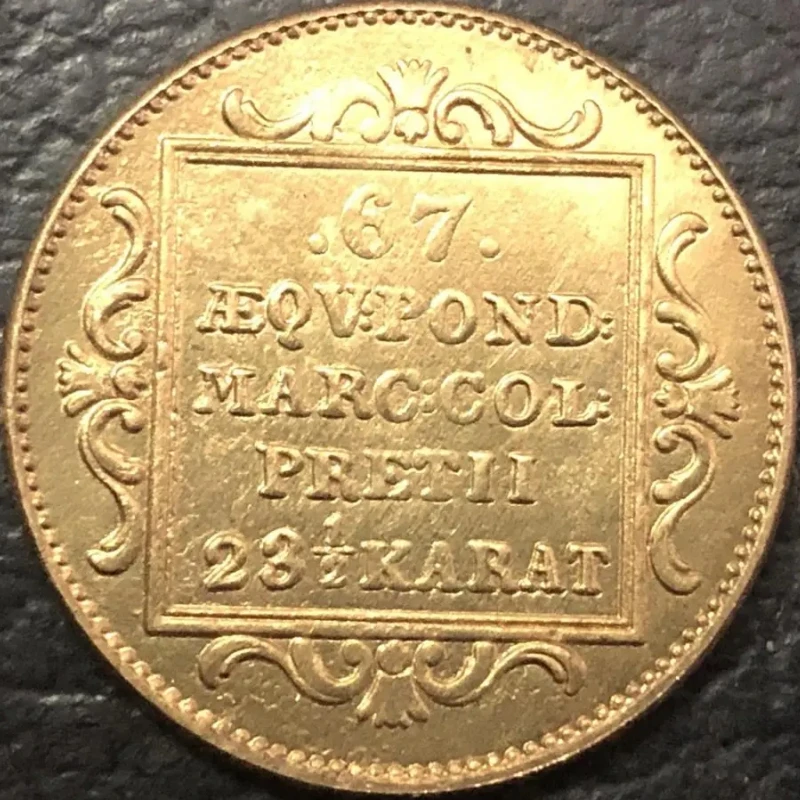 .67.
ÆQV:POND:
MARC:COL:
PRETII
23½KARAT